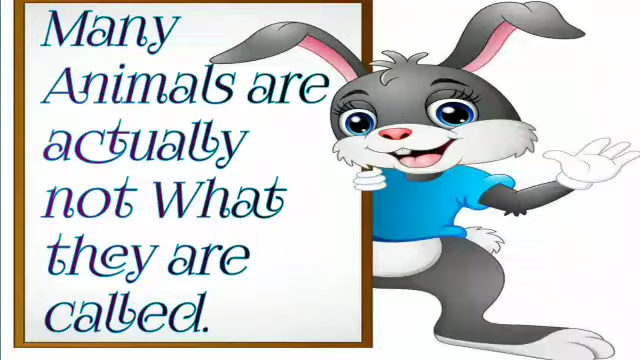 Many
Animals are
actually
not What
they are
called.